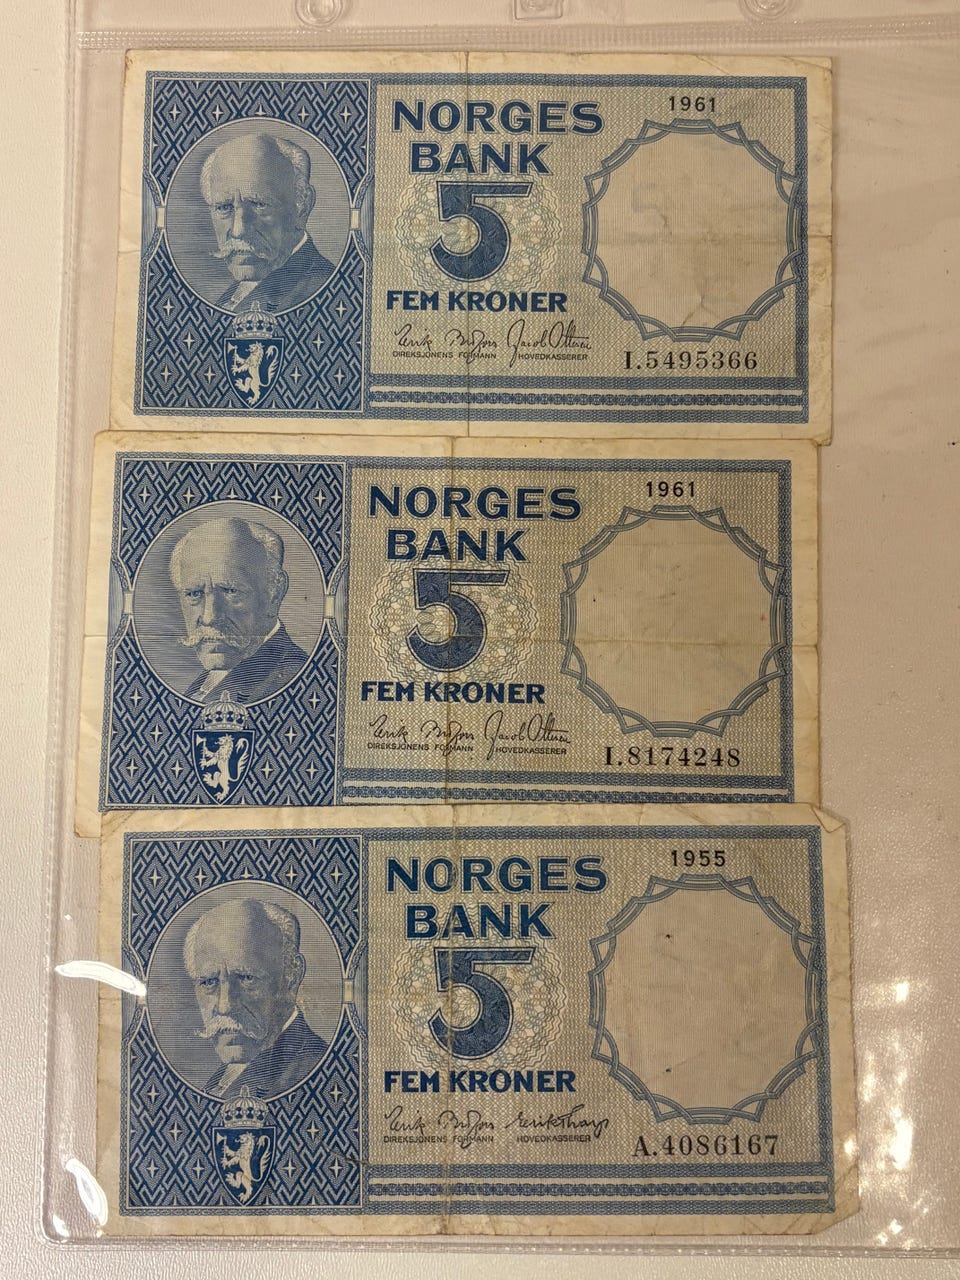 NORGES
BANK
1961
5
FEM KRONER
DIREKSJONENS FORMANN HOVEDKASSERER
I.5495366
NORGES
BANK
1961
5
FEM KRONER
DIREKSJONENS FORMANN HOVEDKASSERER
I.8174248
NORGES
BANK
1955
5
FEM KRONER
DIREKSJONENS FORMANN HOVEDKASSERER
A.4086167